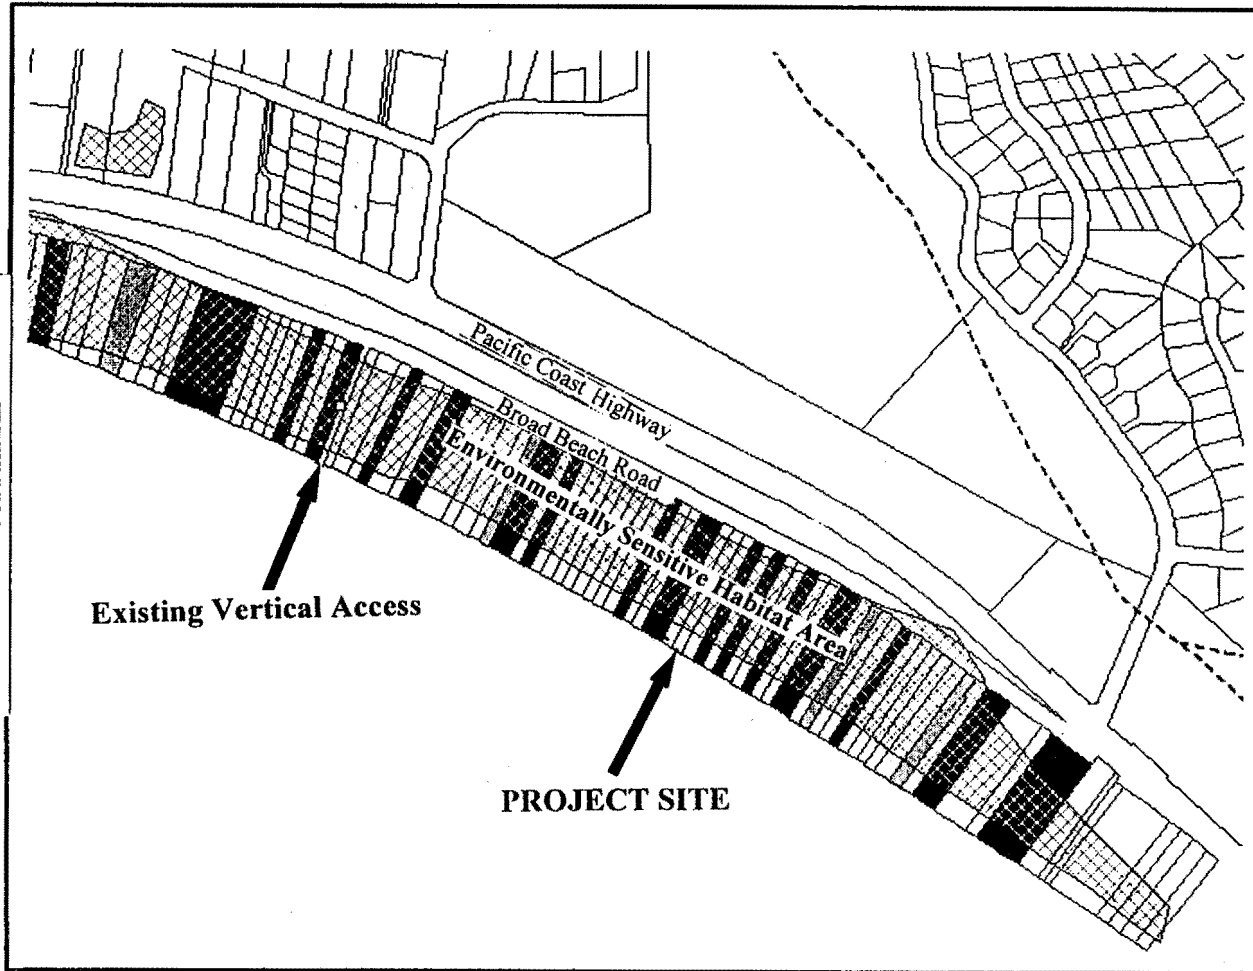 Pacific Coast Highway
Broad Beach Road
Environmentally Sensitive Habitat Area
Existing Vertical Access
PROJECT SITE